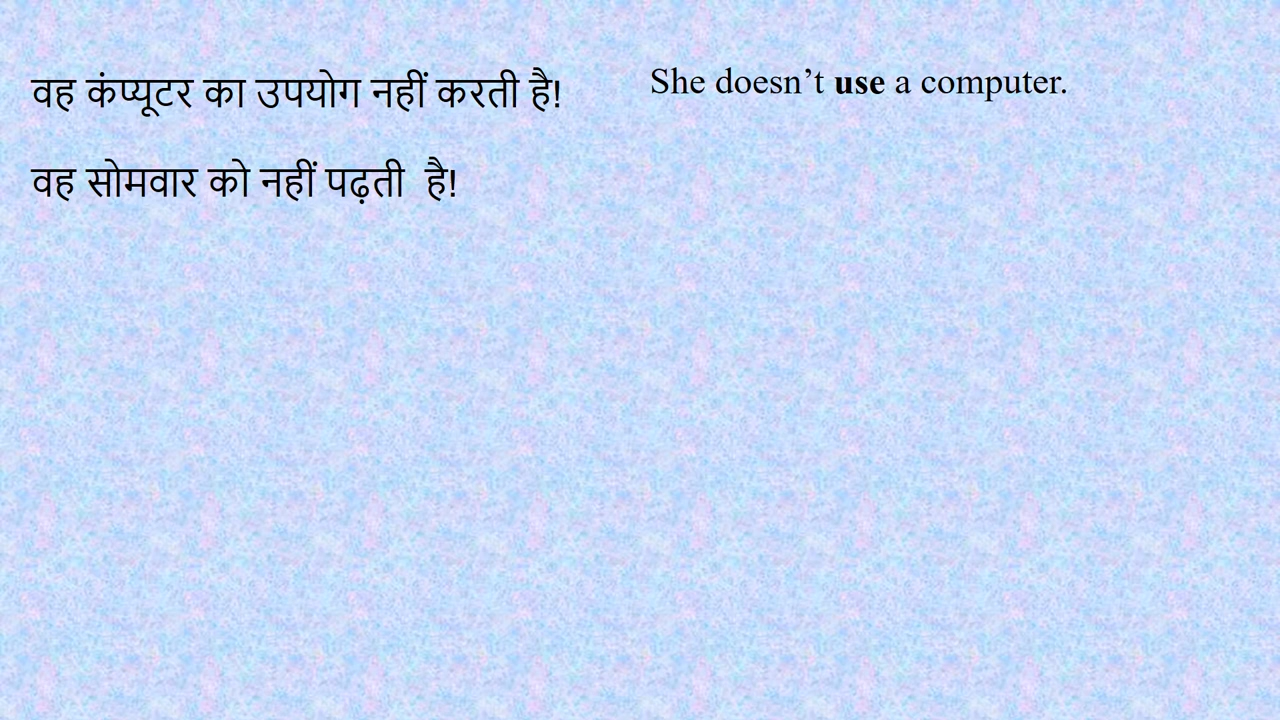 वह कंप्यूटर का उपयोग नहीं करती है!
She doesn’t use a computer.
वह सोमवार को नहीं पढ़ती है!